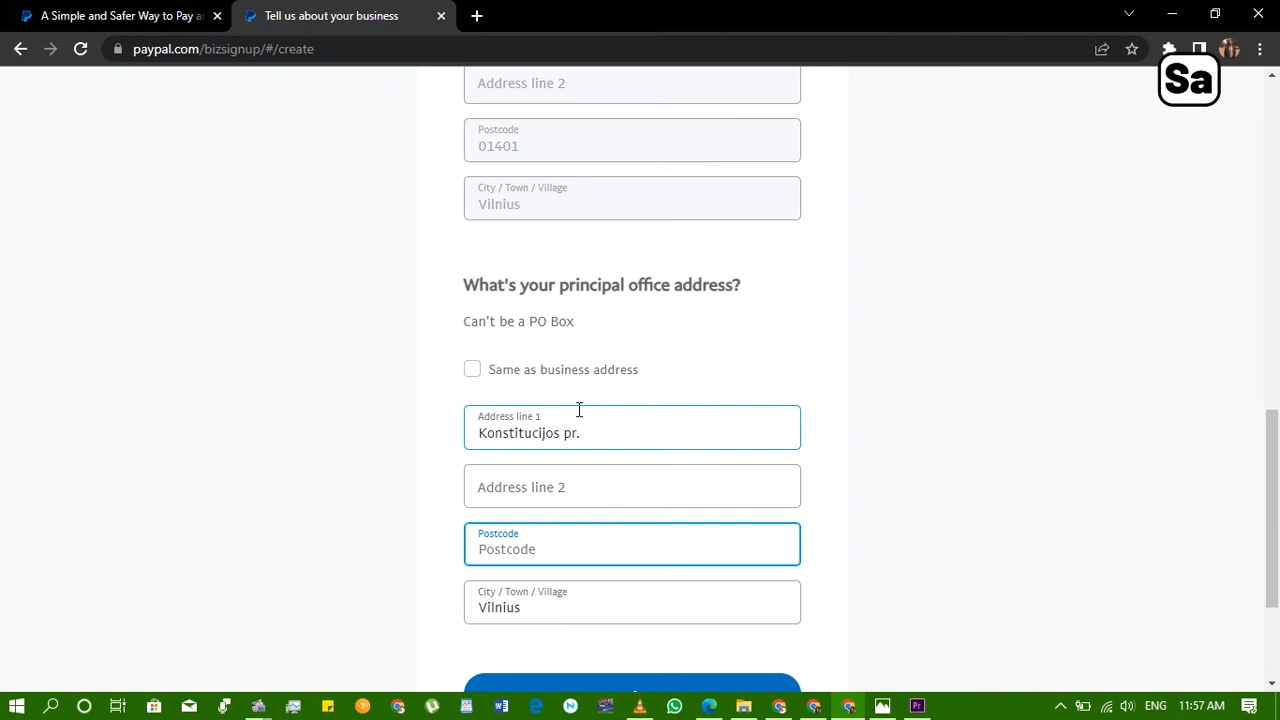 A Simple and Safer Way to Pay a
Tell us about your business
paypal.com/bizsignup/#/create
Sa
Address line 2
Postcode
01401
City / Town / Village
Vilnius
What's your principal office address?
Can't be a PO Box
Same as business address
Address line 1
Konstitucijos pr.
Address line 2
Postcode
Postcode
City / Town / Village
Vilnius
ENG
11:57 AM